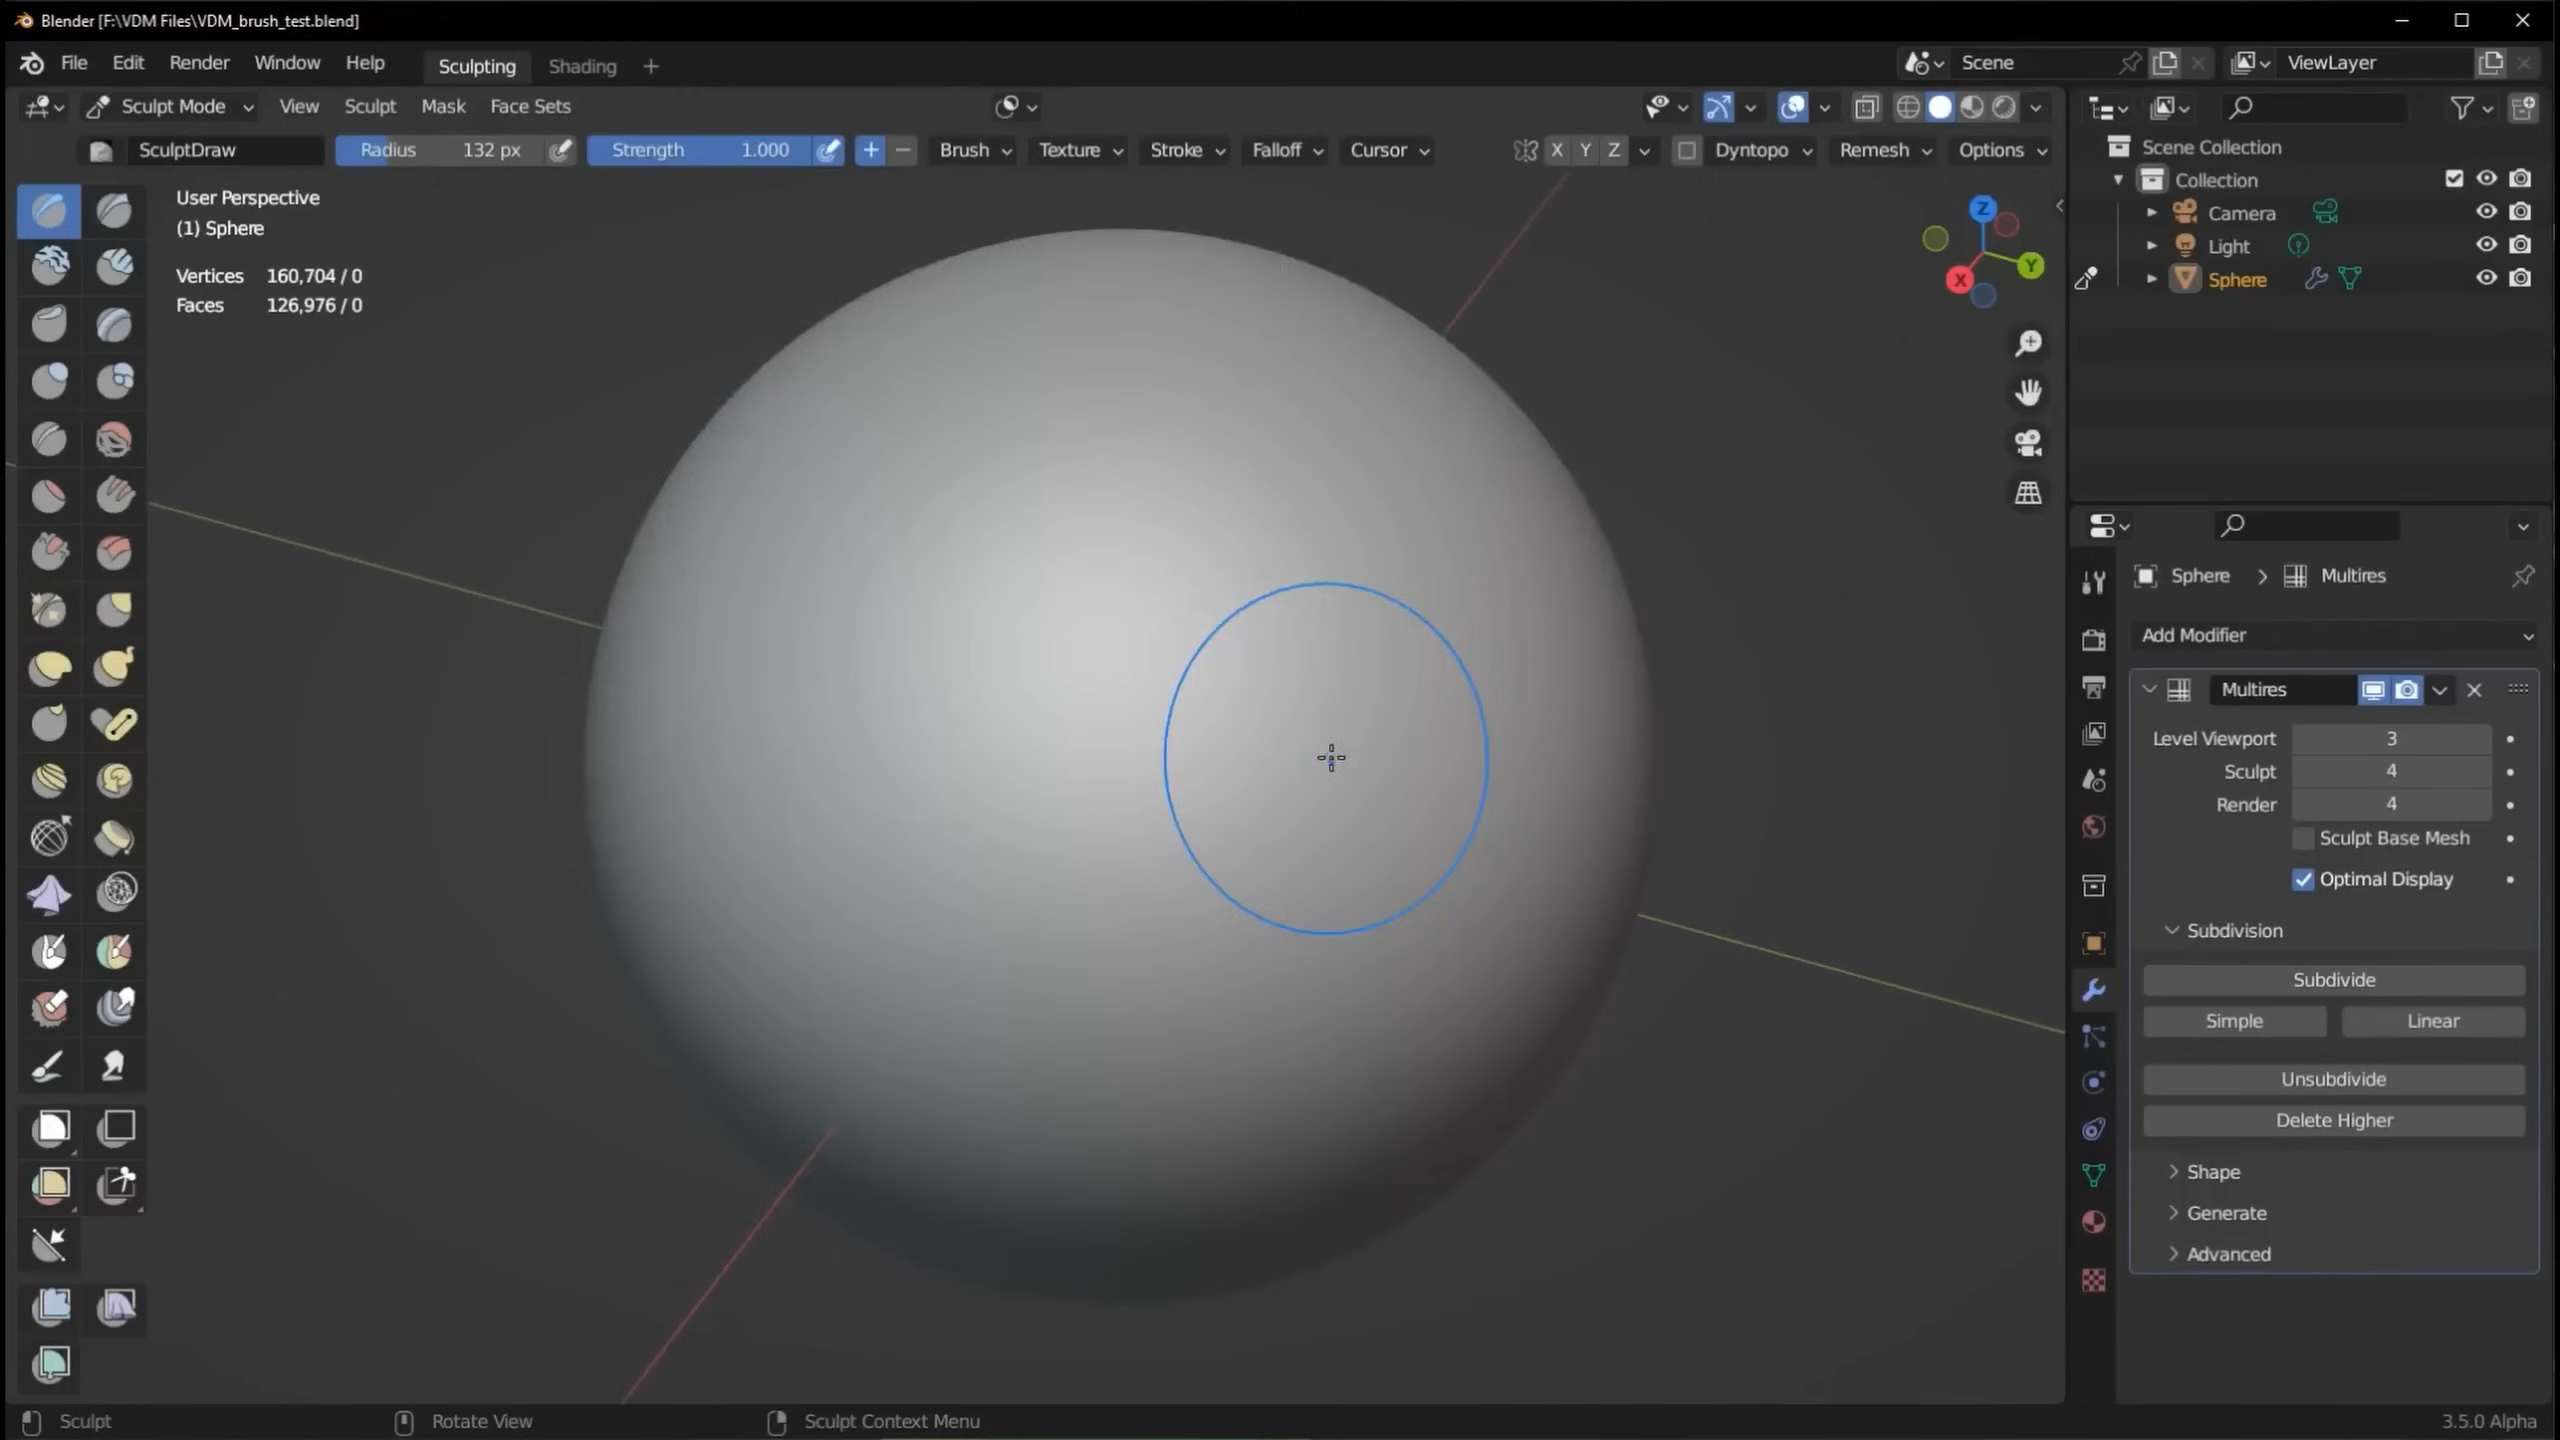 Blender [F:\VDM Files\VDM_brush_test.blend]
File Edit Render Window Help Sculpting Shading + Scene ViewLayer
Sculpt Mode View Sculpt Mask Face Sets
SculptDraw Radius 132 px Strength 1.000 Brush Texture Stroke Falloff Cursor X Y Z Dyntopo Remesh Options
User Perspective
(1) Sphere
Vertices 160,704 / 0
Faces 126,976 / 0
Z
Y
X
Scene Collection
Collection
Camera
Light
Sphere
Sphere > Multires
Add Modifier
Multires
Level Viewport 3
Sculpt 4
Render 4
Sculpt Base Mesh
Optimal Display
Subdivision
Subdivide
Simple Linear
Unsubdivide
Delete Higher
Shape
Generate
Advanced
Sculpt Rotate View Sculpt Context Menu 3.5.0 Alpha